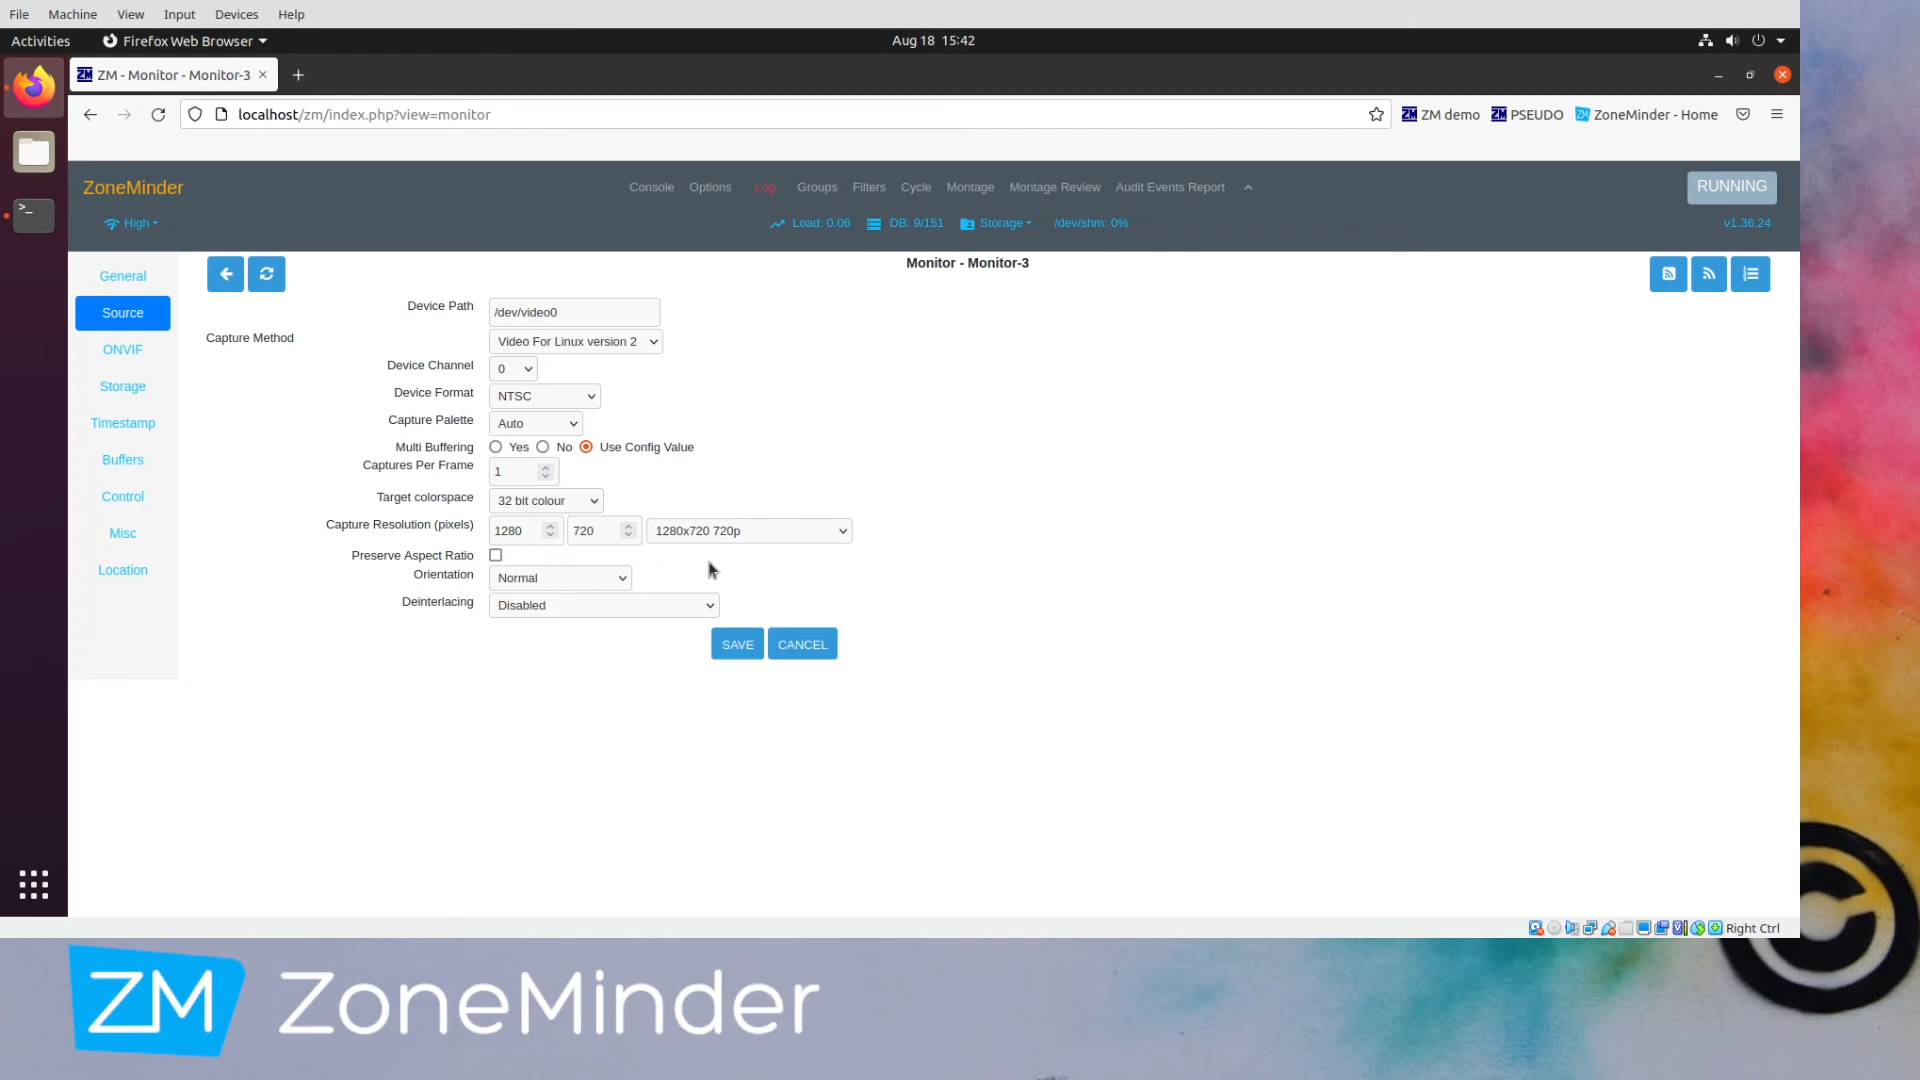 File Machine View Input Devices Help
Activities Firefox Web Browser Aug 18 15:42
ZM ZM - Monitor - Monitor-3
localhost/zm/index.php?view=monitor ZM ZM demo ZM PSEUDO ZM ZoneMinder - Home
ZoneMinder Console Options Log Groups Filters Cycle Montage Montage Review Audit Events Report RUNNING
High Load: 0.06 DB: 9/151 Storage /dev/shm: 0% v1.36.24
Monitor - Monitor-3
General
Source
ONVIF
Storage
Timestamp
Buffers
Control
Misc
Location
Device Path /dev/video0
Capture Method Video For Linux version 2
Device Channel 0
Device Format NTSC
Capture Palette Auto
Multi Buffering Yes No Use Config Value
Captures Per Frame 1
Target colorspace 32 bit colour
Capture Resolution (pixels) 1280 720 1280x720 720p
Preserve Aspect Ratio
Orientation Normal
Deinterlacing Disabled
SAVE CANCEL
Right Ctrl
ZM ZoneMinder